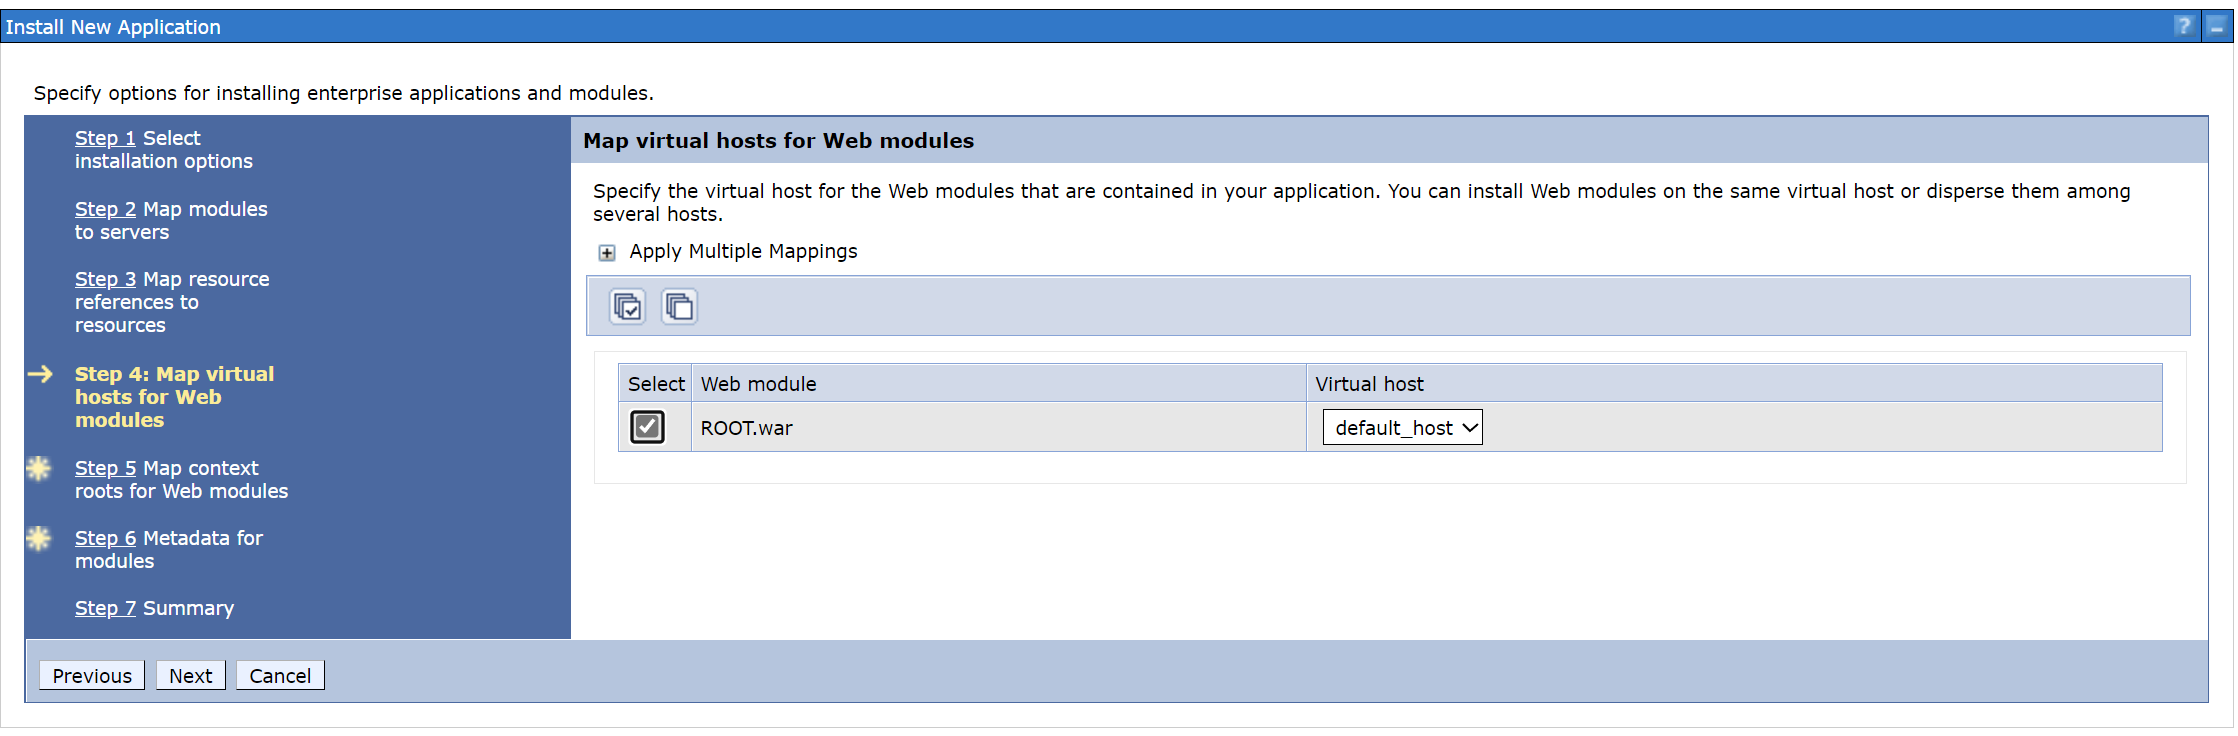 Install New Application
?
Specify options for installing enterprise applications and modules.
Step 1 Select
installation options
Step 2 Map modules
to servers
Step 3 Map resource
references to
resources
Step 4: Map virtual
hosts for Web
modules
Step 5 Map context
roots for Web modules
Step 6 Metadata for
modules
Step 7 Summary
Map virtual hosts for Web modules
Specify the virtual host for the Web modules that are contained in your application. You can install Web modules on the same virtual host or disperse them among
several hosts.
Apply Multiple Mappings
Select Web module Virtual host
ROOT.war default_host
Previous Next Cancel